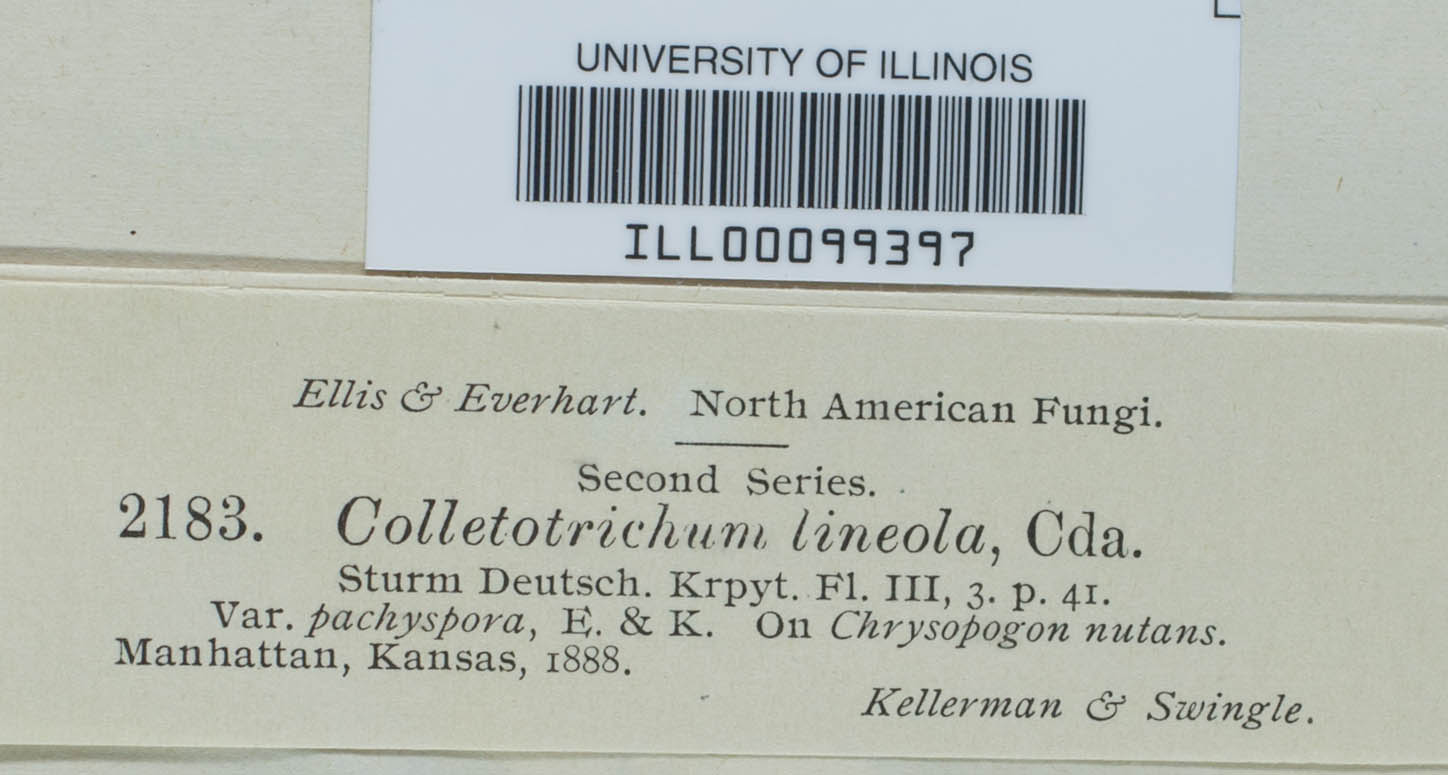 UNIVERSITY OF ILLINOIS
ILL00099397
Ellis & Everhart. North American Fungi.
Second Series.
2183. Colletotrichum lineola, Cda.
Sturm Deutsch. Krpyt. Fl. III, 3. p. 41.
Var. pachyspora, E. & K. On Chrysopogon nutans.
Manhattan, Kansas, 1888.
Kellerman & Swingle.